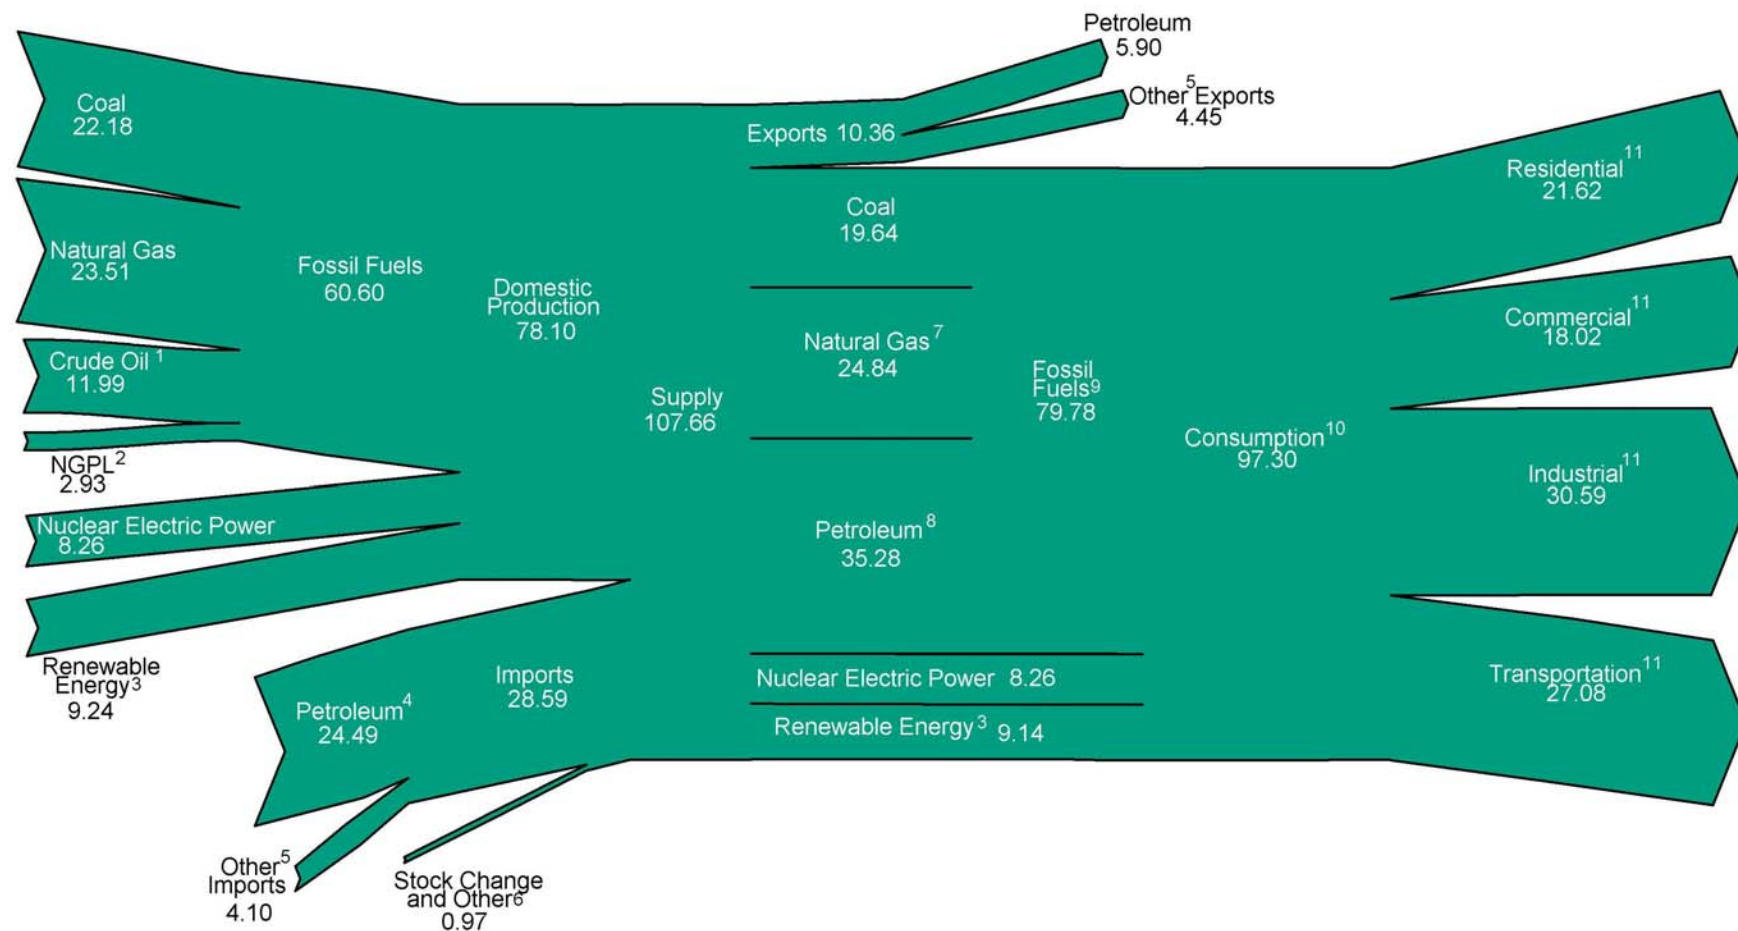 Petroleum
5.90
Other⁵ Exports
4.45
Coal
22.18
Exports 10.36
Residential¹¹
21.62
Coal
19.64
Natural Gas
23.51
Fossil Fuels
60.60
Domestic
Production
78.10
Commercial¹¹
18.02
Natural Gas⁷
24.84
Crude Oil¹
11.99
Fossil
Fuels⁹
79.78
Supply
107.66
Consumption¹⁰
97.30
NGPL²
2.93
Industrial¹¹
30.59
Nuclear Electric Power
8.26
Petroleum⁸
35.28
Renewable
Energy³
9.24
Imports
28.59
Nuclear Electric Power 8.26
Transportation¹¹
27.08
Petroleum⁴
24.49
Renewable Energy³ 9.14
Other⁵
Imports
4.10
Stock Change
and Other⁶
0.97